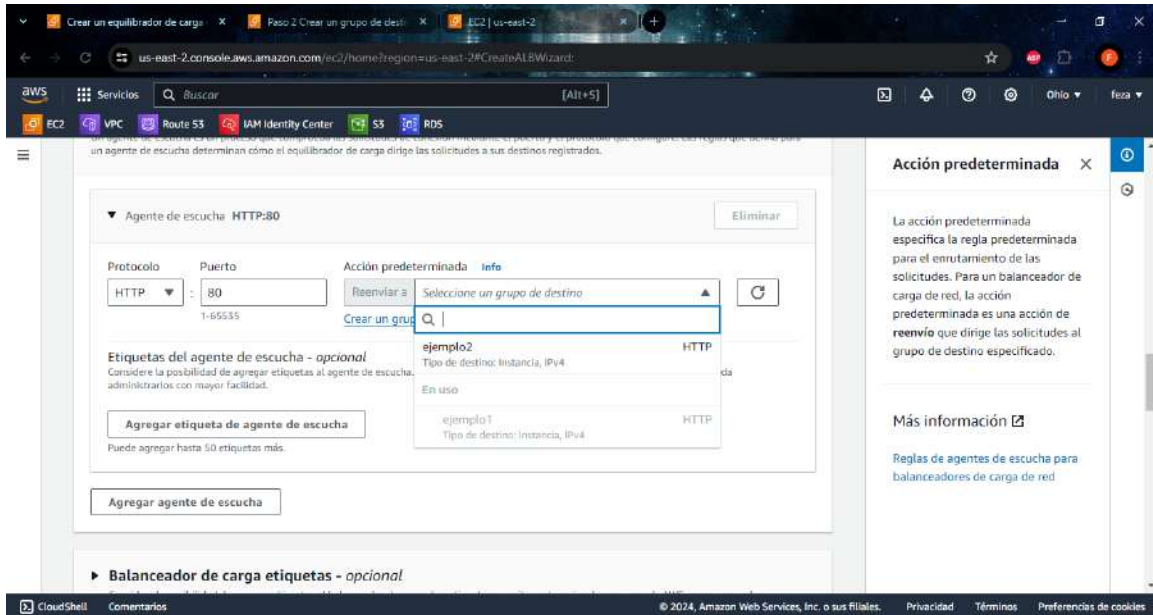 Crear un equilibrador de carga
Paso 2 Crear un grupo de desti
EC2 | us-east-2
us-east-2.console.aws.amazon.com/ec2/home?region=us-east-2#CreateALBWizard:
ABP
F
aws
Servicios
Buscar
[Alt+S]
Ohio
feza
EC2
VPC
Route 53
IAM Identity Center
S3
RDS
un agente de escucha determinan cómo el equilibrador de carga dirige las solicitudes a sus destinos registrados.
Agente de escucha HTTP:80
Eliminar
Protocolo
Puerto
Acción predeterminada Info
HTTP
:
80
Reenviar a
Seleccione un grupo de destino
1-65535
Crear un grup
ejemplo2
HTTP
Tipo de destino: Instancia, IPv4
En uso
ejemplo1
HTTP
Tipo de destino: Instancia, IPv4
Etiquetas del agente de escucha - opcional
Considere la posibilidad de agregar etiquetas al agente de escucha.
da
administrarlos con mayor facilidad.
Agregar etiqueta de agente de escucha
Puede agregar hasta 50 etiquetas más.
Agregar agente de escucha
Balanceador de carga etiquetas - opcional
Acción predeterminada
La acción predeterminada
especifica la regla predeterminada
para el enrutamiento de las
solicitudes. Para un balanceador de
carga de red, la acción
predeterminada es una acción de
reenvío que dirige las solicitudes al
grupo de destino especificado.
Más información
Reglas de agentes de escucha para
balanceadores de carga de red
CloudShell
Comentarios
© 2024, Amazon Web Services, Inc. o sus filiales.
Privacidad
Términos
Preferencias de cookies